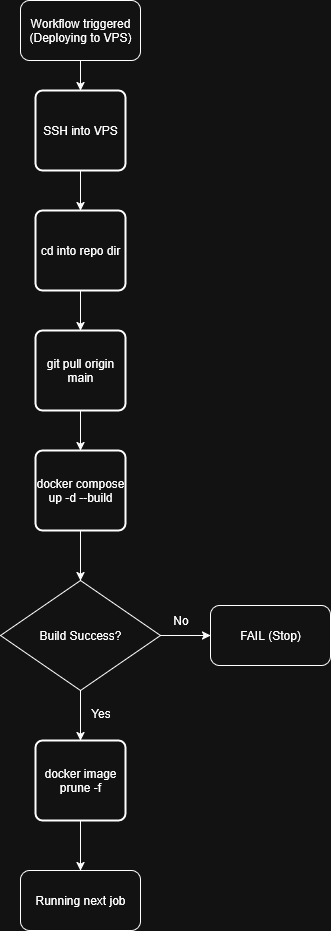 Workflow triggered
(Deploying to VPS)
SSH into VPS
cd into repo dir
git pull origin
main
docker compose
up -d --build
Build Success?
No
FAIL (Stop)
Yes
docker image
prune -f
Running next job